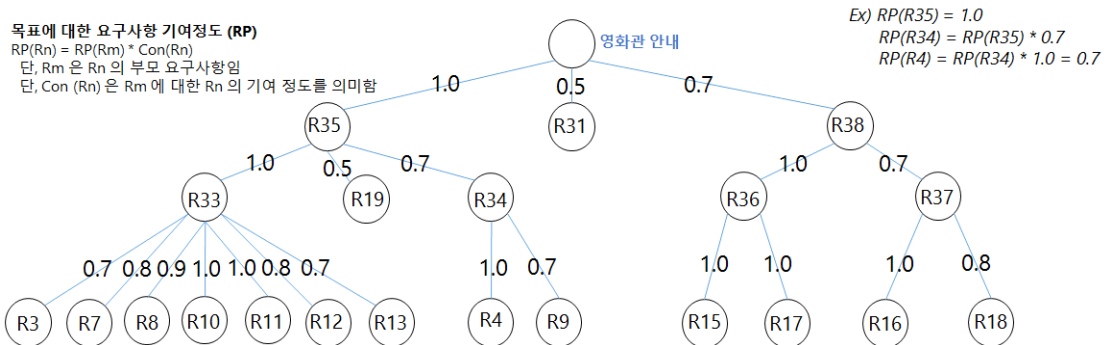 목표에 대한 요구사항 기여정도 (RP)
RP(Rn) = RP(Rm) * Con(Rn)
단, Rm 은 Rn 의 부모 요구사항임
단, Con (Rn) 은 Rm 에 대한 Rn 의 기여 정도를 의미함
Ex) RP(R35) = 1.0
RP(R34) = RP(R35) * 0.7
RP(R4) = RP(R34) * 1.0 = 0.7
영화관 안내
1.0 0.5 0.7
R35 R31 R38
1.0 0.5 0.7 1.0 0.7
R33 R19 R34 R36 R37
0.7 0.8 0.9 1.0 1.0 0.8 0.7 1.0 0.7 1.0 1.0 1.0 0.8
R3 R7 R8 R10 R11 R12 R13 R4 R9 R15 R17 R16 R18